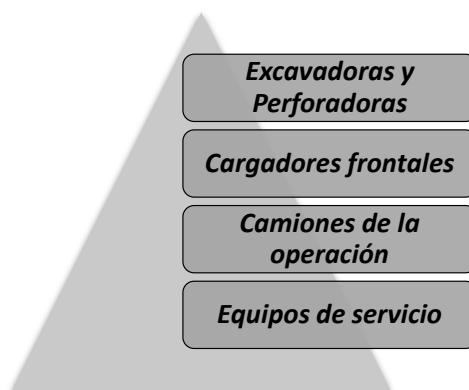 Excavadoras y
Perforadoras
Cargadores frontales
Camiones de la
operación
Equipos de servicio